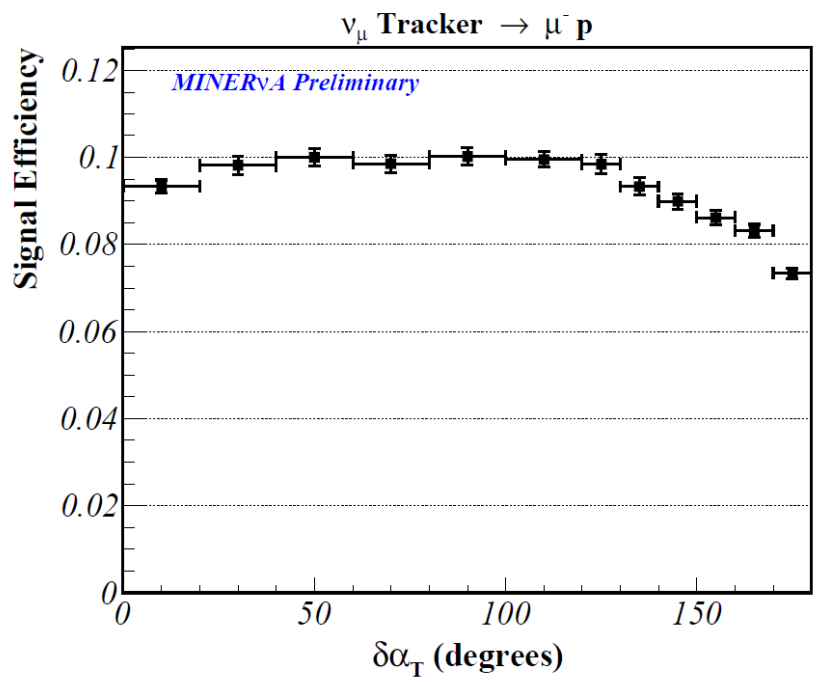 νμ Tracker → μ- p
MINERνA Preliminary
Signal Efficiency
0.12
0.1
0.08
0.06
0.04
0.02
0
0 50 100 150
δαT (degrees)